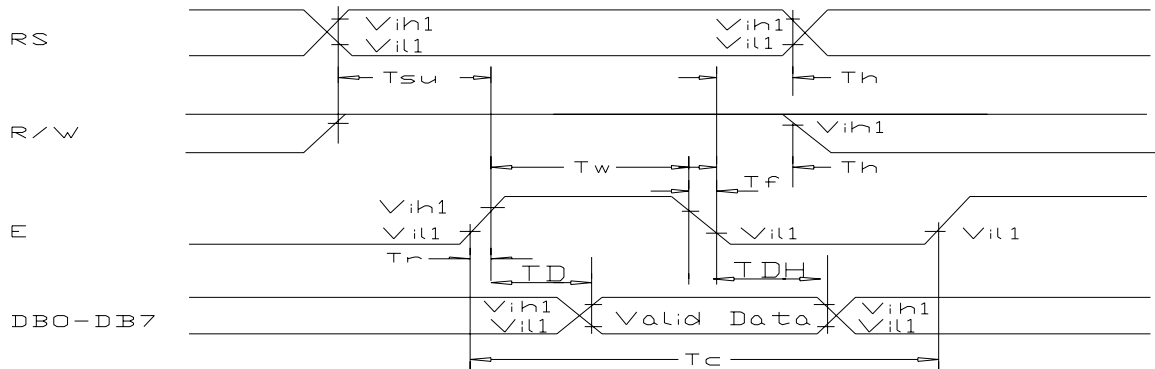 RS
Vih1
Vil1
Vih1
Vil1
Tsu
Th
R/W
Vih1
Tw
Th
Tf
E
Vih1
Vil1
Vil1
Vil1
Tr
TD
TDH
DB0-DB7
Vih1
Vil1
Valid Data
Vih1
Vil1
Tc